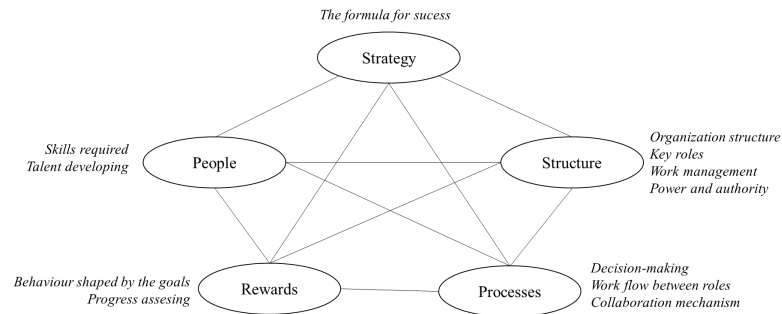 The formula for sucess
Strategy
Skills required
Talent developing
People
Structure
Organization structure
Key roles
Work management
Power and authority
Behaviour shaped by the goals
Progress assesing
Rewards
Processes
Decision-making
Work flow between roles
Collaboration mechanism